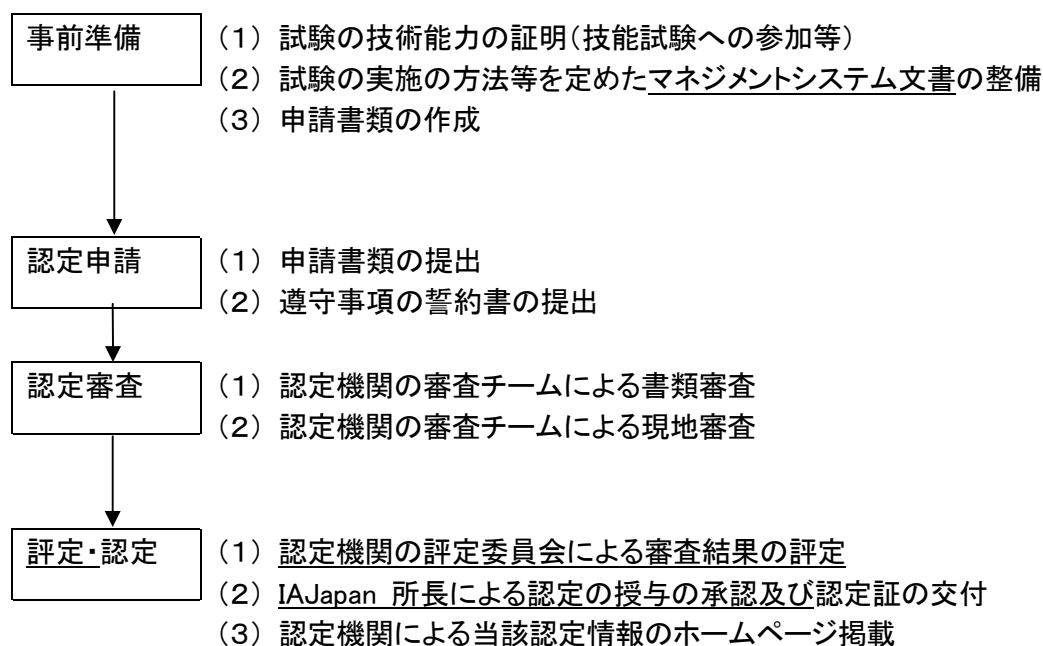 事前準備 （１） 試験の技術能力の証明（技能試験への参加等）
（２） 試験の実施の方法等を定めたマネジメントシステム文書の整備
（３） 申請書類の作成
認定申請 （１） 申請書類の提出
（２） 遵守事項の誓約書の提出
認定審査 （１） 認定機関の審査チームによる書類審査
（２） 認定機関の審査チームによる現地審査
評定・認定 （１） 認定機関の評定委員会による審査結果の評定
（２） IAJapan 所長による認定の授与の承認及び認定証の交付
（３） 認定機関による当該認定情報のホームページ掲載